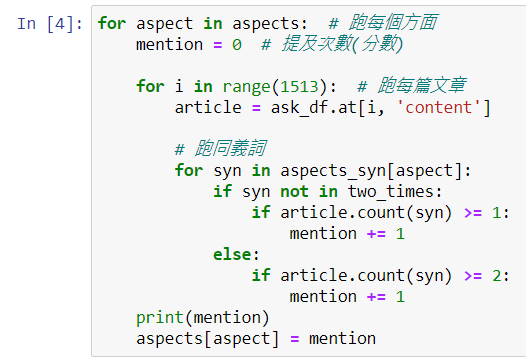 In [4]: for aspect in aspects:  # 跑每個方面
    mention = 0  # 提及次數(分數)

    for i in range(1513):  # 跑每篇文章
        article = ask_df.at[i, 'content']

        # 跑同義詞
        for syn in aspects_syn[aspect]:
            if syn not in two_times:
                if article.count(syn) >= 1:
                    mention += 1
            else:
                if article.count(syn) >= 2:
                    mention += 1
    print(mention)
    aspects[aspect] = mention